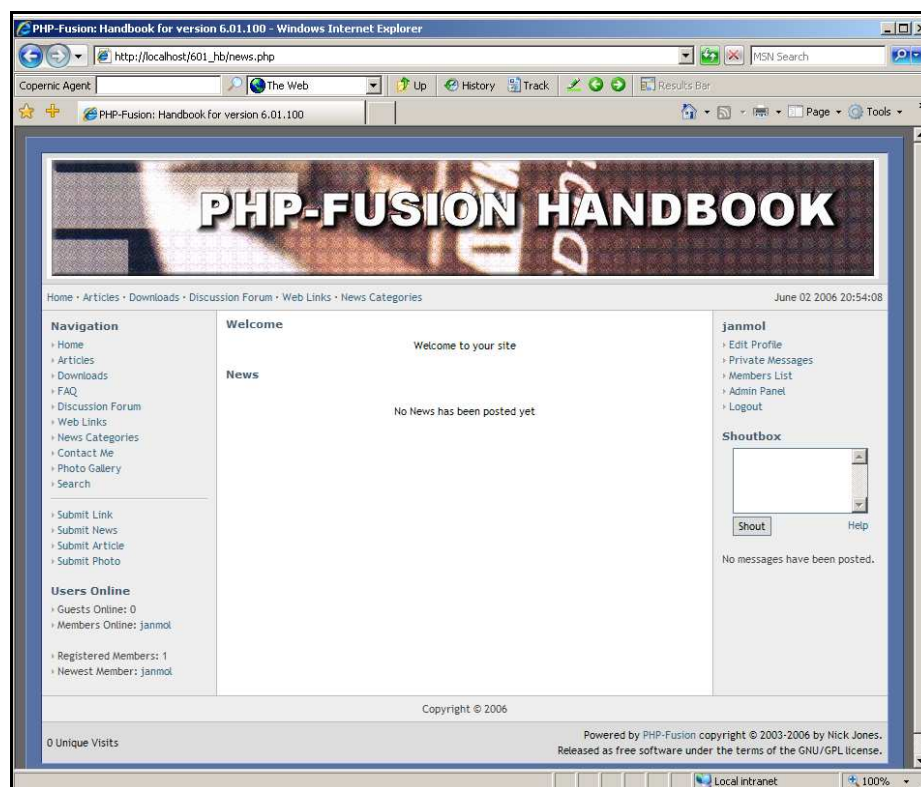 PHP-Fusion: Handbook for version 6.01.100 - Windows Internet Explorer
http://localhost/601_hb/news.php
MSN Search
Copernic Agent
The Web
Up
History
Track
Results Bar
PHP-Fusion: Handbook for version 6.01.100
Page
Tools
PHP-FUSION HANDBOOK
Home · Articles · Downloads · Discussion Forum · Web Links · News Categories
June 02 2006 20:54:08
Navigation
Home
Articles
Downloads
FAQ
Discussion Forum
Web Links
News Categories
Contact Me
Photo Gallery
Search
Submit Link
Submit News
Submit Article
Submit Photo
Users Online
Guests Online: 0
Members Online: janmol
Registered Members: 1
Newest Member: janmol
Welcome
Welcome to your site
News
No News has been posted yet
janmol
Edit Profile
Private Messages
Members List
Admin Panel
Logout
Shoutbox
Shout
Help
No messages have been posted.
Copyright © 2006
0 Unique Visits
Powered by PHP-Fusion copyright © 2003-2006 by Nick Jones.
Released as free software under the terms of the GNU/GPL license.
Local intranet
100%